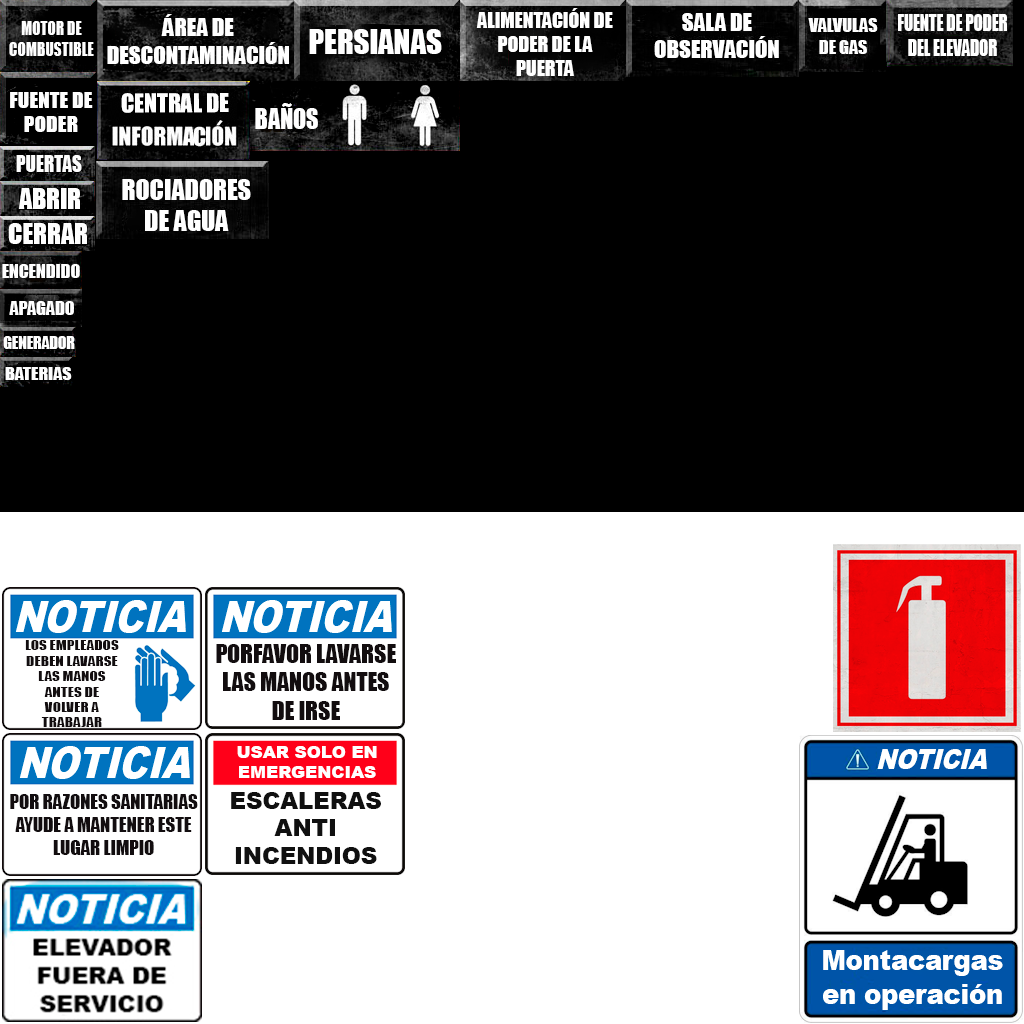 MOTOR DE
COMBUSTIBLE
ÁREA DE
DESCONTAMINACIÓN
PERSIANAS
ALIMENTACIÓN DE
PODER DE LA
PUERTA
SALA DE
OBSERVACIÓN
VALVULAS
DE GAS
FUENTE DE PODER
DEL ELEVADOR
FUENTE DE
PODER
CENTRAL DE
INFORMACIÓN
BAÑOS
PUERTAS
ABRIR
CERRAR
ROCIADORES
DE AGUA
ENCENDIDO
APAGADO
GENERADOR
BATERIAS
NOTICIA
LOS EMPLEADOS
DEBEN LAVARSE
LAS MANOS
ANTES DE
VOLVER A
TRABAJAR
NOTICIA
PORFAVOR LAVARSE
LAS MANOS ANTES
DE IRSE
NOTICIA
POR RAZONES SANITARIAS
AYUDE A MANTENER ESTE
LUGAR LIMPIO
USAR SOLO EN
EMERGENCIAS
ESCALERAS
ANTI
INCENDIOS
NOTICIA
ELEVADOR
FUERA DE
SERVICIO
NOTICIA
Montacargas
en operación